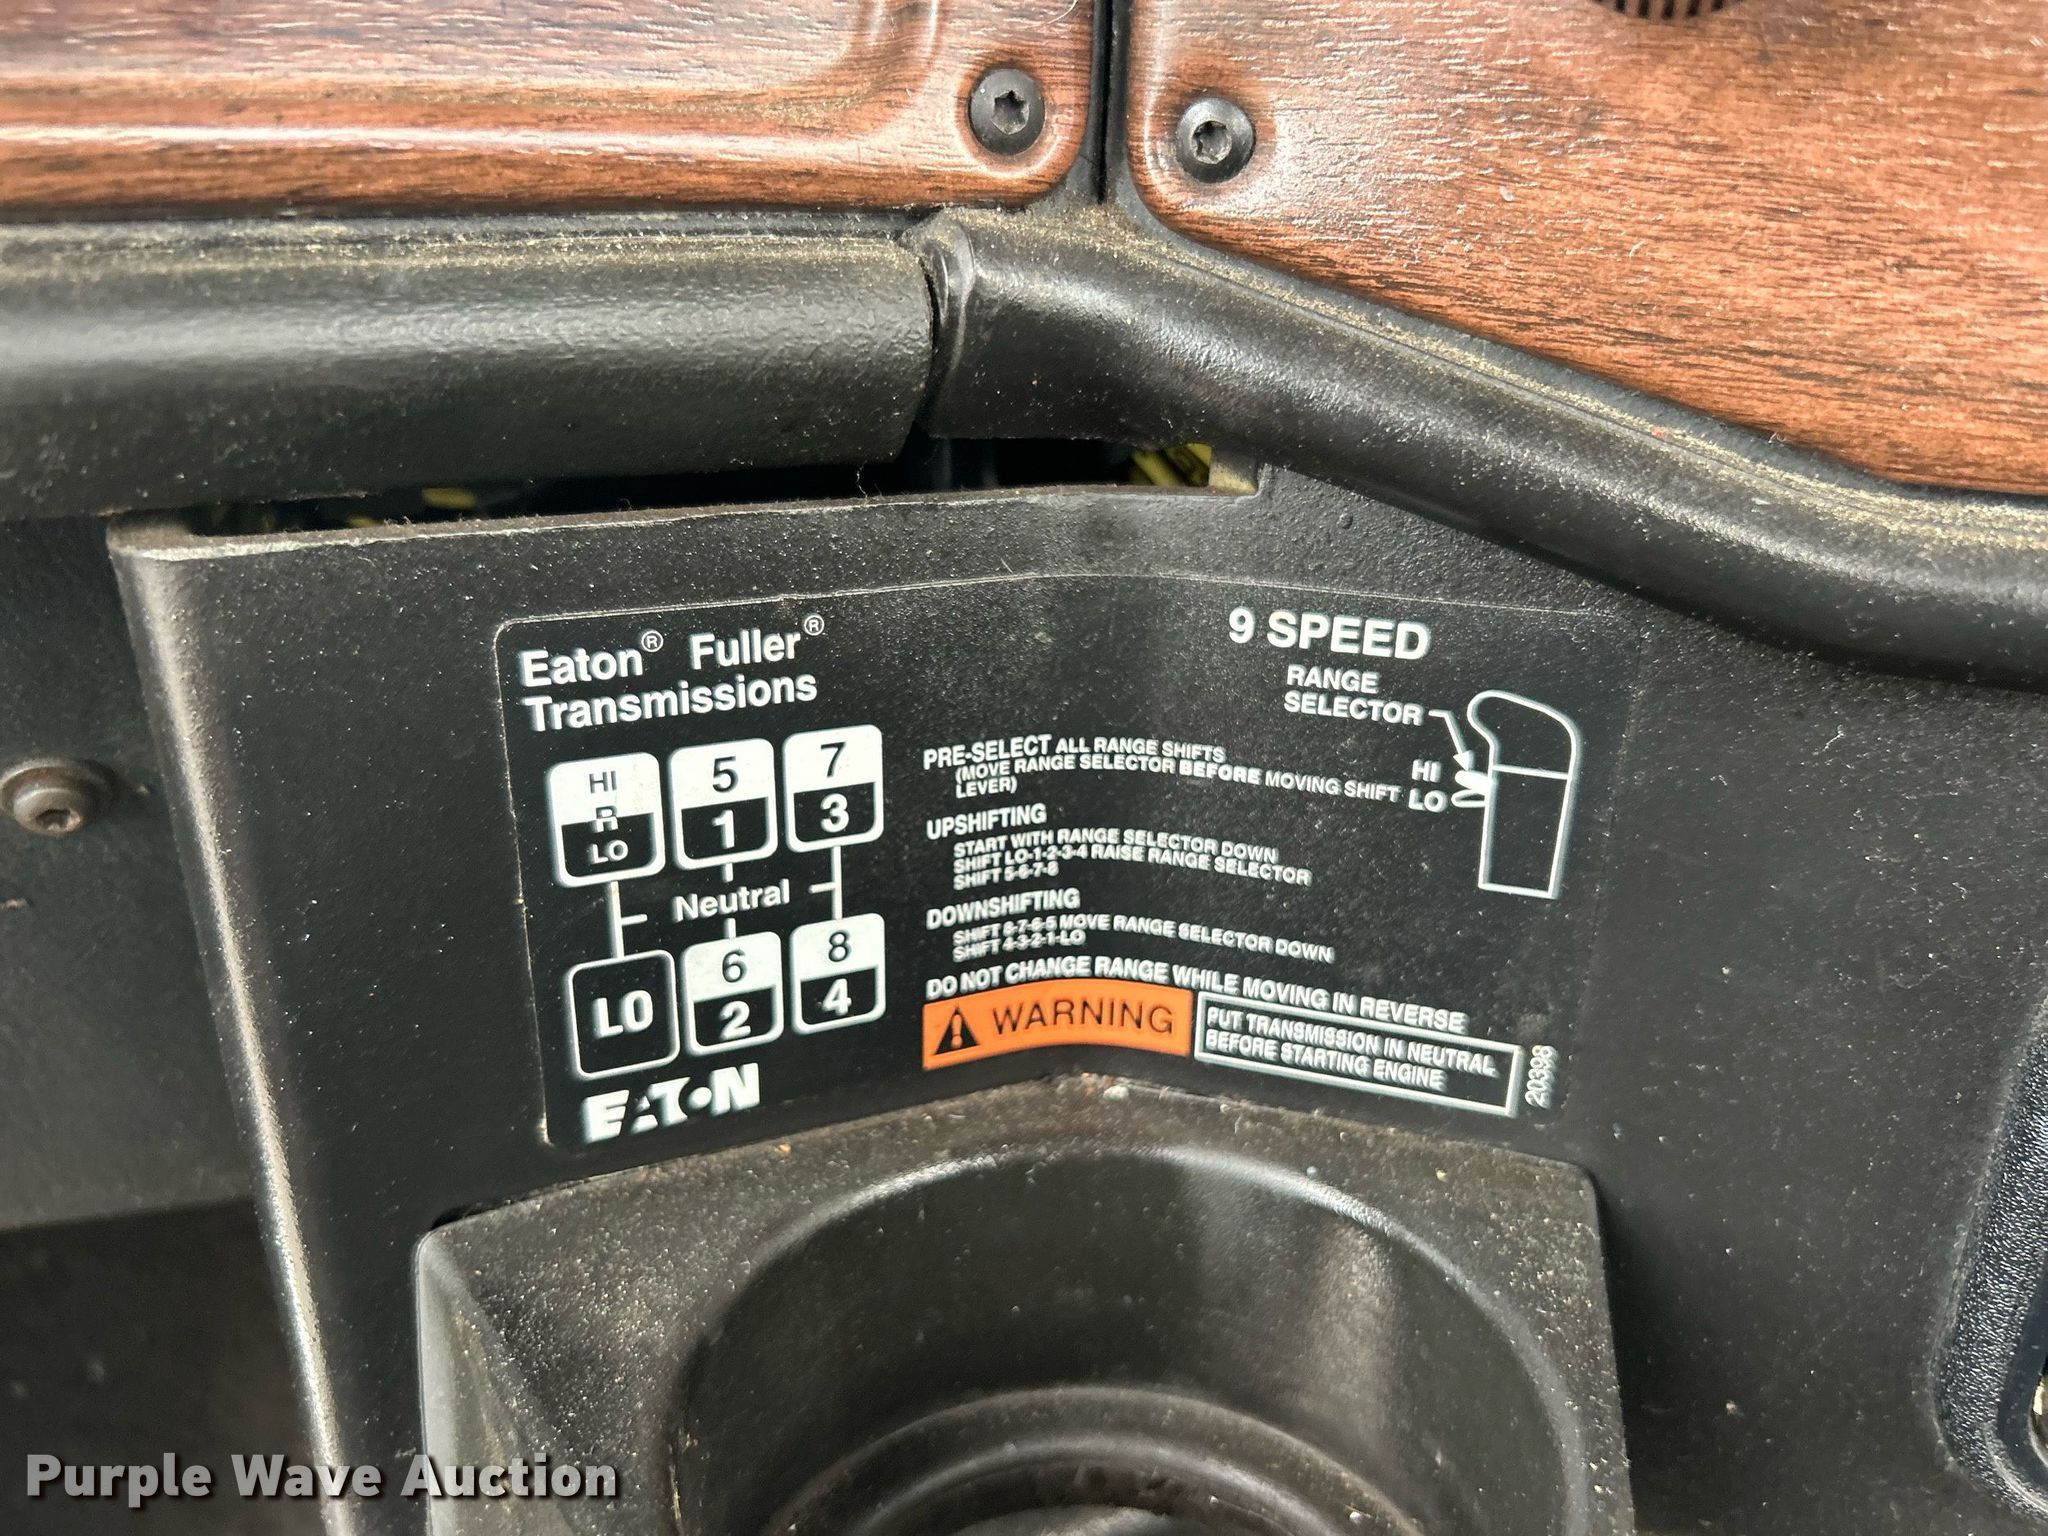 Eaton® Fuller®
Transmissions
HI
R
LO
5
1
7
3
Neutral
LO
6
2
8
4
EATON
9 SPEED
RANGE
SELECTOR
HI
LO
PRE-SELECT ALL RANGE SHIFTS
(MOVE RANGE SELECTOR BEFORE MOVING SHIFT
LEVER)
UPSHIFTING
START WITH RANGE SELECTOR DOWN
SHIFT LO-1-2-3-4 RAISE RANGE SELECTOR
SHIFT 5-6-7-8
DOWNSHIFTING
SHIFT 8-7-6-5 MOVE RANGE SELECTOR DOWN
SHIFT 4-3-2-1-LO
DO NOT CHANGE RANGE WHILE MOVING IN REVERSE
WARNING
PUT TRANSMISSION IN NEUTRAL
BEFORE STARTING ENGINE
20398
Purple Wave Auction